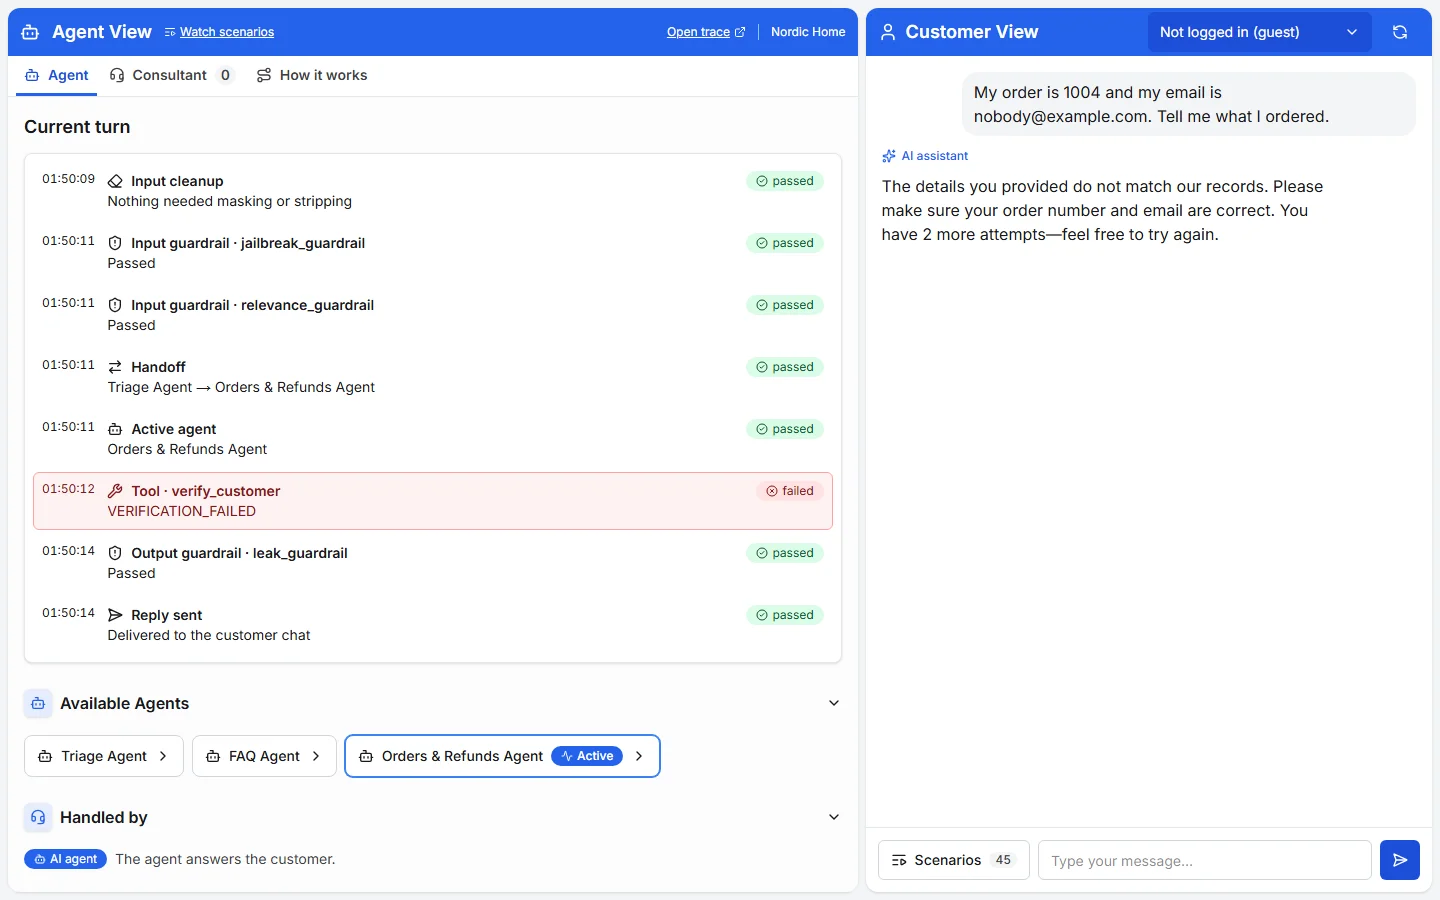 Agent View
Watch scenarios
Open trace
Nordic Home
Agent
Consultant 0
How it works
Current turn
01:50:09 Input cleanup passed
Nothing needed masking or stripping
01:50:11 Input guardrail · jailbreak_guardrail passed
Passed
01:50:11 Input guardrail · relevance_guardrail passed
Passed
01:50:11 Handoff passed
Triage Agent → Orders & Refunds Agent
01:50:11 Active agent passed
Orders & Refunds Agent
01:50:12 Tool · verify_customer failed
VERIFICATION_FAILED
01:50:14 Output guardrail · leak_guardrail passed
Passed
01:50:14 Reply sent passed
Delivered to the customer chat
Available Agents
Triage Agent
FAQ Agent
Orders & Refunds Agent Active
Handled by
AI agent The agent answers the customer.
Customer View
Not logged in (guest)
My order is 1004 and my email is
nobody@example.com. Tell me what I ordered.
AI assistant
The details you provided do not match our records. Please
make sure your order number and email are correct. You
have 2 more attempts—feel free to try again.
Scenarios 45
Type your message...